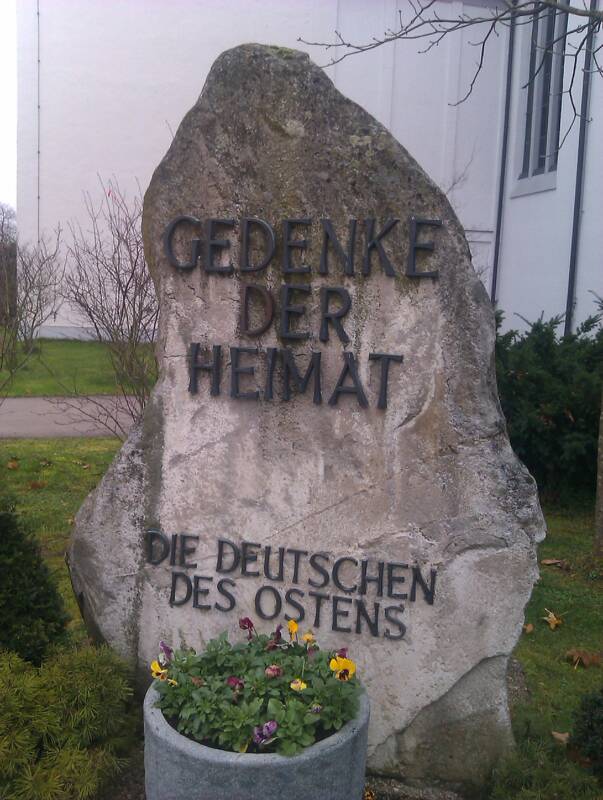 GEDENKE
DER
HEIMAT
DIE DEUTSCHEN
DES OSTENS